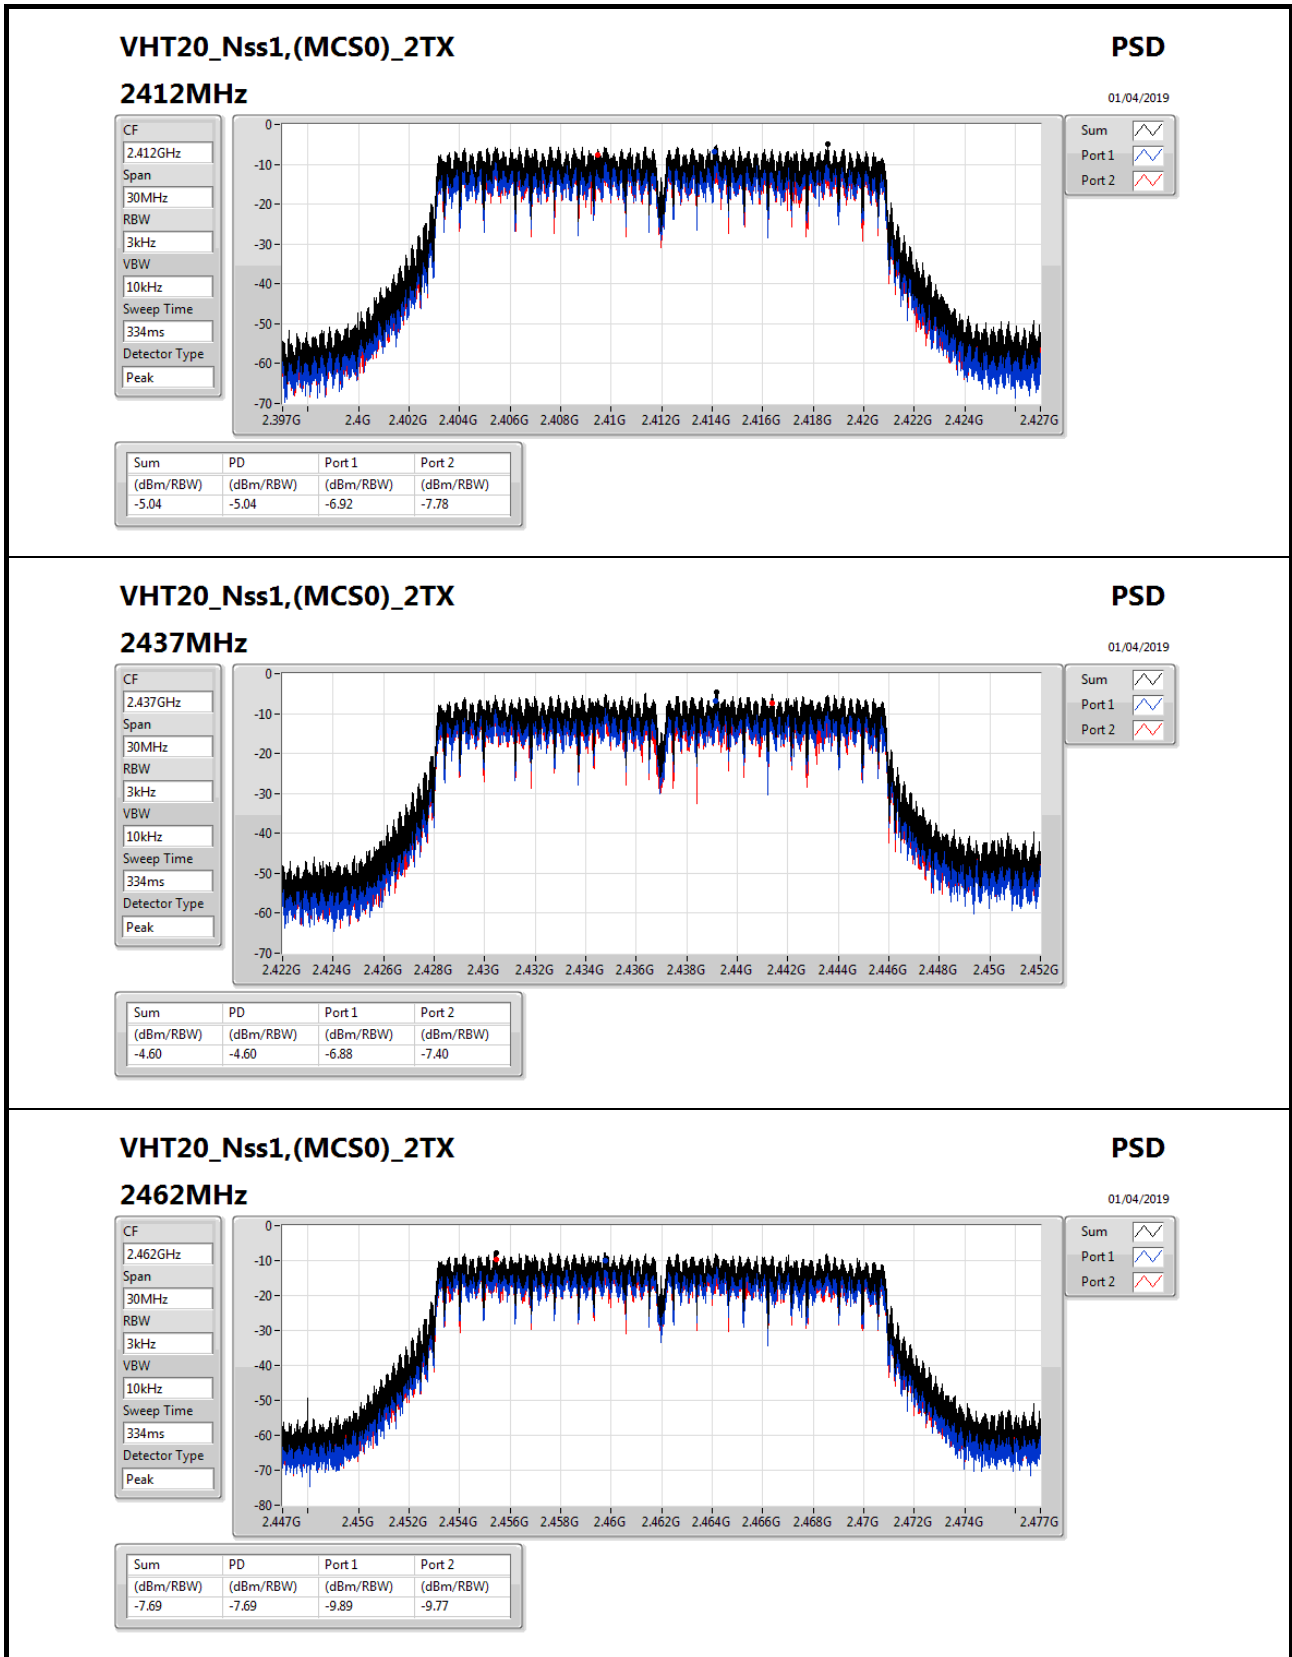 VHT20_Nss1,(MCS0)_2TX PSD
2412MHz 01/04/2019
CF
2.412GHz
Span
30MHz
RBW
3kHz
VBW
10kHz
Sweep Time
334ms
Detector Type
Peak
0
-10
-20
-30
-40
-50
-60
-70
2.397G 2.4G 2.402G 2.404G 2.406G 2.408G 2.41G 2.412G 2.414G 2.416G 2.418G 2.42G 2.422G 2.424G 2.427G
Sum
Port 1
Port 2
Sum PD Port 1 Port 2
(dBm/RBW) (dBm/RBW) (dBm/RBW) (dBm/RBW)
-5.04 -5.04 -6.92 -7.78
VHT20_Nss1,(MCS0)_2TX PSD
2437MHz 01/04/2019
CF
2.437GHz
Span
30MHz
RBW
3kHz
VBW
10kHz
Sweep Time
334ms
Detector Type
Peak
0
-10
-20
-30
-40
-50
-60
-70
2.422G 2.424G 2.426G 2.428G 2.43G 2.432G 2.434G 2.436G 2.438G 2.44G 2.442G 2.444G 2.446G 2.448G 2.45G 2.452G
Sum
Port 1
Port 2
Sum PD Port 1 Port 2
(dBm/RBW) (dBm/RBW) (dBm/RBW) (dBm/RBW)
-4.60 -4.60 -6.88 -7.40
VHT20_Nss1,(MCS0)_2TX PSD
2462MHz 01/04/2019
CF
2.462GHz
Span
30MHz
RBW
3kHz
VBW
10kHz
Sweep Time
334ms
Detector Type
Peak
0
-10
-20
-30
-40
-50
-60
-70
-80
2.447G 2.45G 2.452G 2.454G 2.456G 2.458G 2.46G 2.462G 2.464G 2.466G 2.468G 2.47G 2.472G 2.474G 2.477G
Sum
Port 1
Port 2
Sum PD Port 1 Port 2
(dBm/RBW) (dBm/RBW) (dBm/RBW) (dBm/RBW)
-7.69 -7.69 -9.89 -9.77